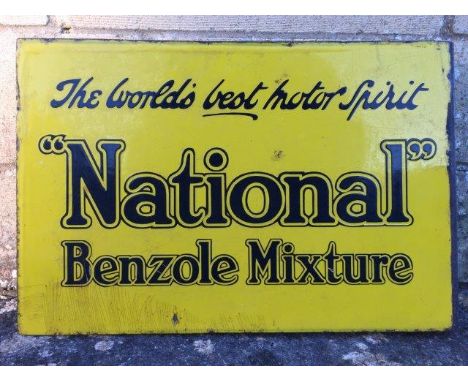 The World's best motor Spirit
"National"
Benzole Mixture